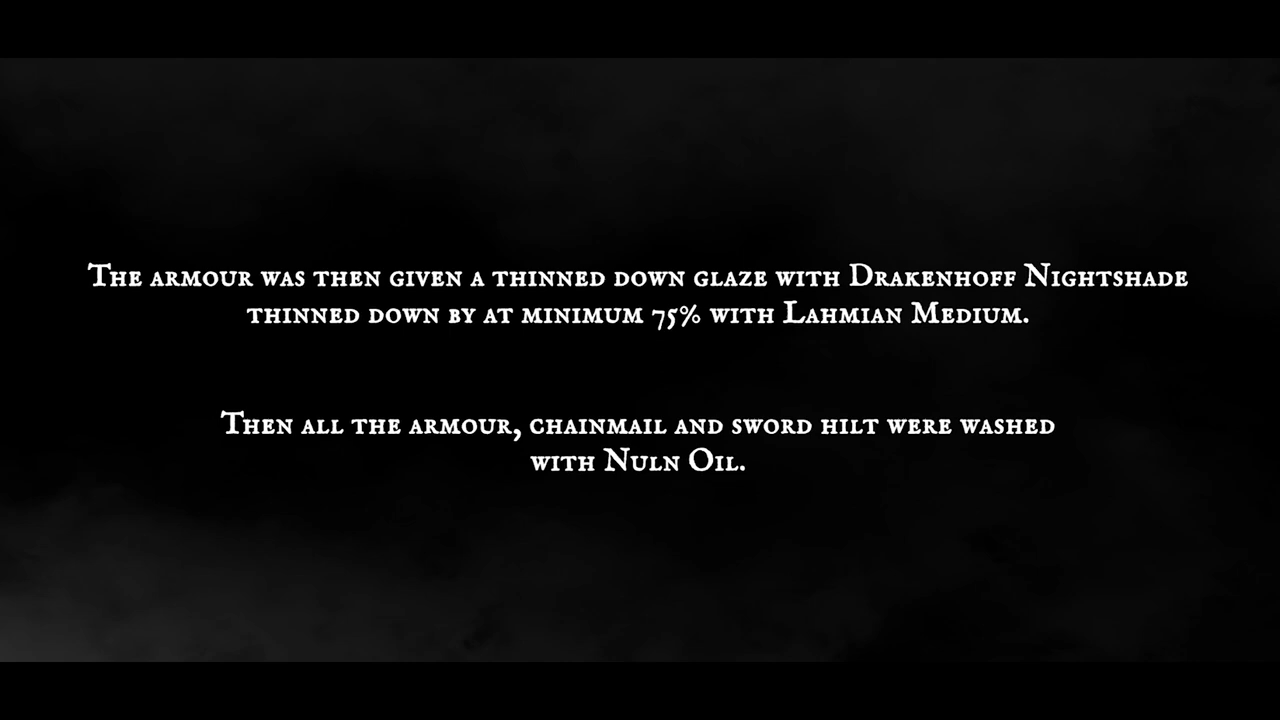 The armour was then given a thinned down glaze with Drakenhoff Nightshade
thinned down by at minimum 75% with Lahmian Medium.
Then all the armour, chainmail and sword hilt were washed
with Nuln Oil.